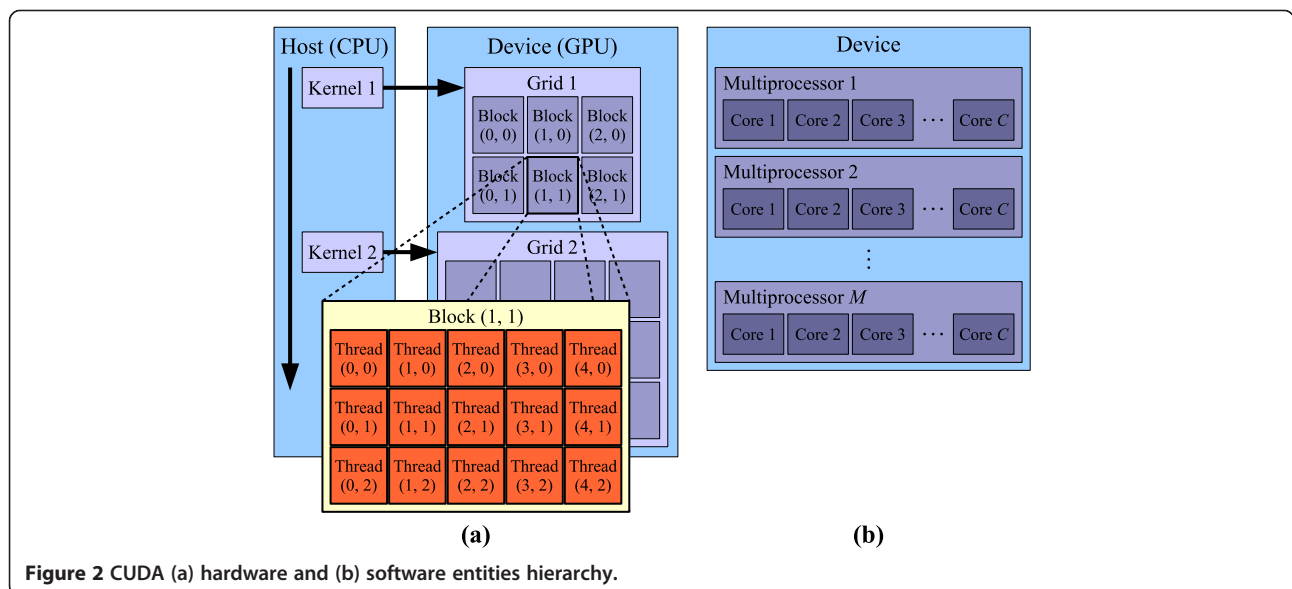 Host (CPU)
Kernel 1
Kernel 2
Device (GPU)
Grid 1
Block
(0, 0)
Block
(1, 0)
Block
(2, 0)
Block
(0, 1)
Block
(1, 1)
Block
(2, 1)
Grid 2
Block (1, 1)
Thread
(0, 0)
Thread
(1, 0)
Thread
(2, 0)
Thread
(3, 0)
Thread
(4, 0)
Thread
(0, 1)
Thread
(1, 1)
Thread
(2, 1)
Thread
(3, 1)
Thread
(4, 1)
Thread
(0, 2)
Thread
(1, 2)
Thread
(2, 2)
Thread
(3, 2)
Thread
(4, 2)
(a)
Device
Multiprocessor 1
Core 1 Core 2 Core 3 ··· Core C
Multiprocessor 2
Core 1 Core 2 Core 3 ··· Core C
⋮
Multiprocessor M
Core 1 Core 2 Core 3 ··· Core C
(b)
Figure 2 CUDA (a) hardware and (b) software entities hierarchy.